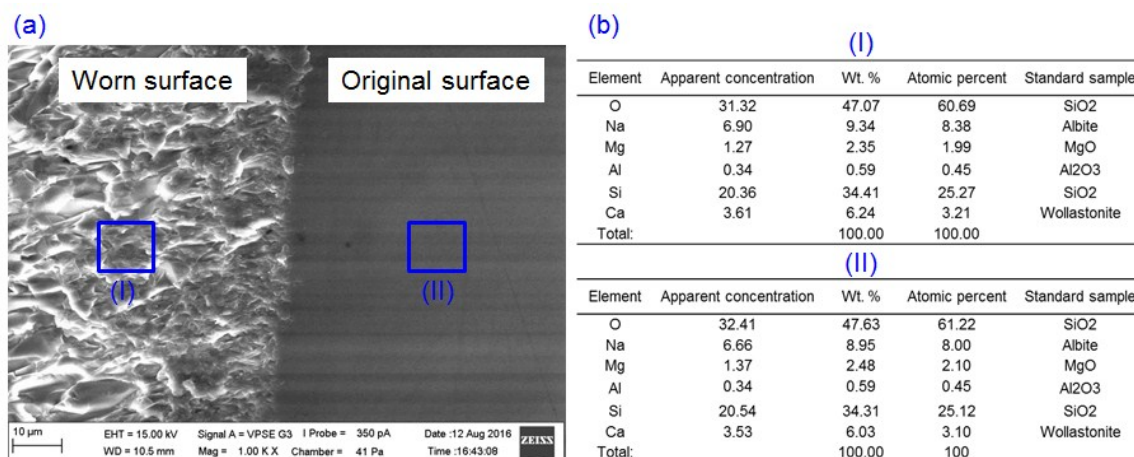 (a)
Worn surface
Original surface
(I)
(II)
10 µm
EHT = 15.00 kV Signal A = VPSE G3 I Probe = 350 pA Date :12 Aug 2016
WD = 10.5 mm Mag = 1.00 K X Chamber = 41 Pa Time :16:43:08
ZEISS
(b)
(I)
Element Apparent concentration Wt. % Atomic percent Standard sample
O 31.32 47.07 60.69 SiO2
Na 6.90 9.34 8.38 Albite
Mg 1.27 2.35 1.99 MgO
Al 0.34 0.59 0.45 Al2O3
Si 20.36 34.41 25.27 SiO2
Ca 3.61 6.24 3.21 Wollastonite
Total: 100.00 100.00
(II)
Element Apparent concentration Wt. % Atomic percent Standard sample
O 32.41 47.63 61.22 SiO2
Na 6.66 8.95 8.00 Albite
Mg 1.37 2.48 2.10 MgO
Al 0.34 0.59 0.45 Al2O3
Si 20.54 34.31 25.12 SiO2
Ca 3.53 6.03 3.10 Wollastonite
Total: 100.00 100